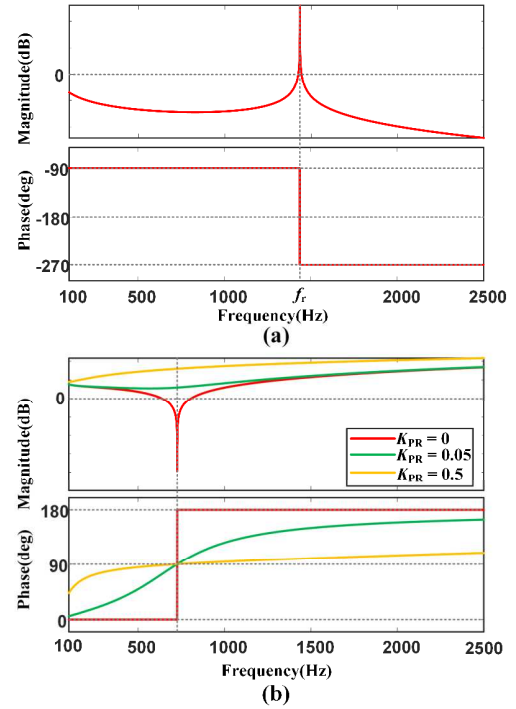 (a)
Magnitude(dB)
0
Phase(deg)
-90
-180
-270
100
500
1000
fr
2000
2500
Frequency(Hz)
(a)
Magnitude(dB)
0
KPR = 0
KPR = 0.05
KPR = 0.5
Phase(deg)
180
90
0
100
500
1000
1500
2000
2500
Frequency(Hz)
(b)